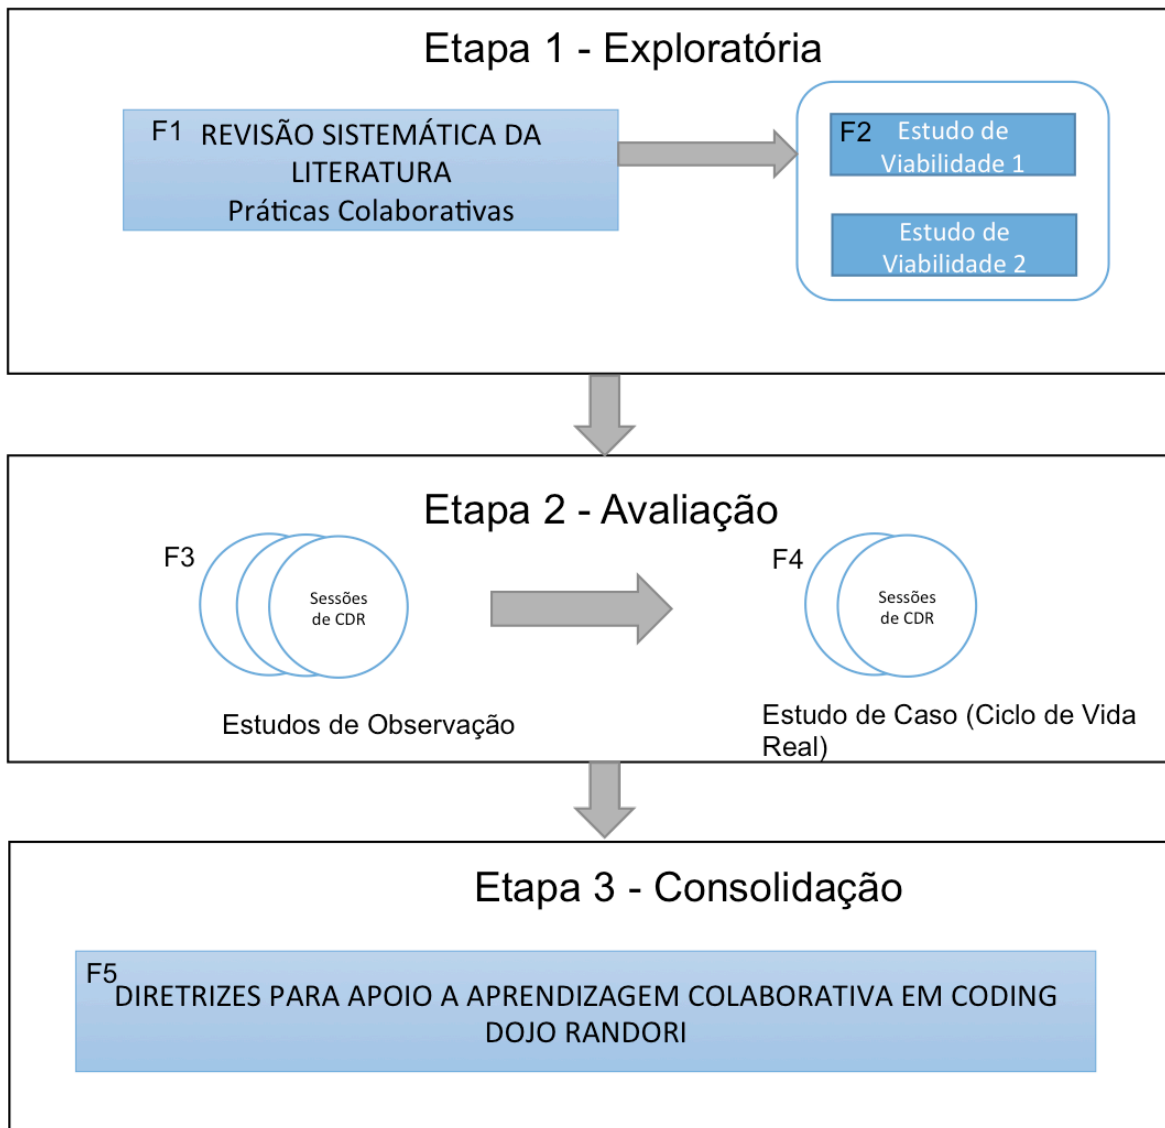 Etapa 1 - Exploratória
F1
REVISÃO SISTEMÁTICA DA
LITERATURA
Práticas Colaborativas
F2
Estudo de
Viabilidade 1
Estudo de
Viabilidade 2
Etapa 2 - Avaliação
F3
Sessões
de CDR
Estudos de Observação
F4
Sessões
de CDR
Estudo de Caso (Ciclo de Vida
Real)
Etapa 3 - Consolidação
F5
DIRETRIZES PARA APOIO A APRENDIZAGEM COLABORATIVA EM CODING
DOJO RANDORI